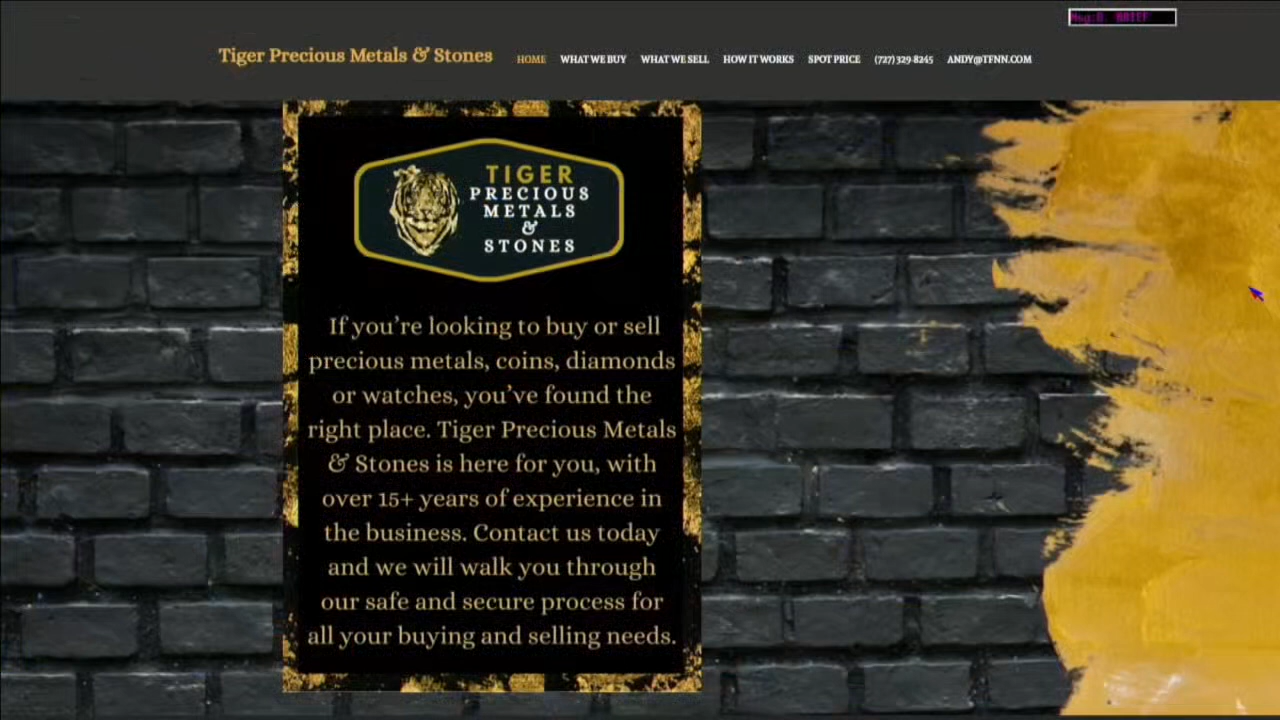 Tiger Precious Metals & Stones
HOME WHAT WE BUY WHAT WE SELL HOW IT WORKS SPOT PRICE (727) 329-8245 ANDY@TFNN.COM
TIGER
PRECIOUS
METALS
&
STONES
If you're looking to buy or sell
precious metals, coins, diamonds
or watches, you've found the
right place. Tiger Precious Metals
& Stones is here for you, with
over 15+ years of experience in
the business. Contact us today
and we will walk you through
our safe and secure process for
all your buying and selling needs.